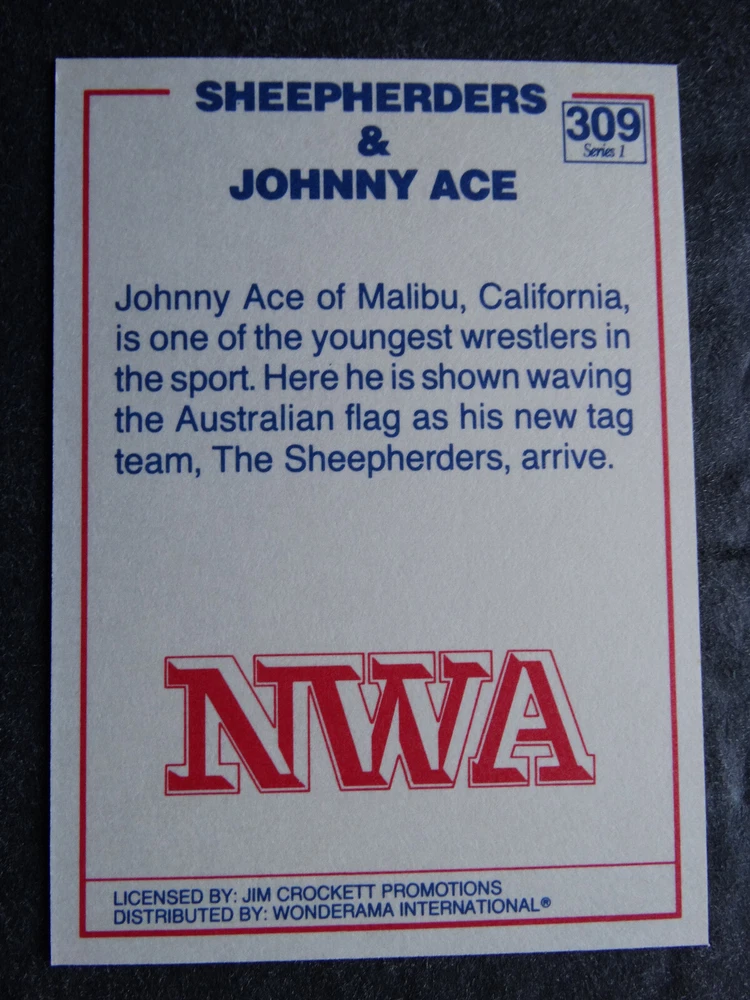 SHEEPHERDERS
&
JOHNNY ACE
309
Series 1
Johnny Ace of Malibu, California,
is one of the youngest wrestlers in
the sport. Here he is shown waving
the Australian flag as his new tag
team, The Sheepherders, arrive.
NWA
LICENSED BY: JIM CROCKETT PROMOTIONS
DISTRIBUTED BY: WONDERAMA INTERNATIONAL®